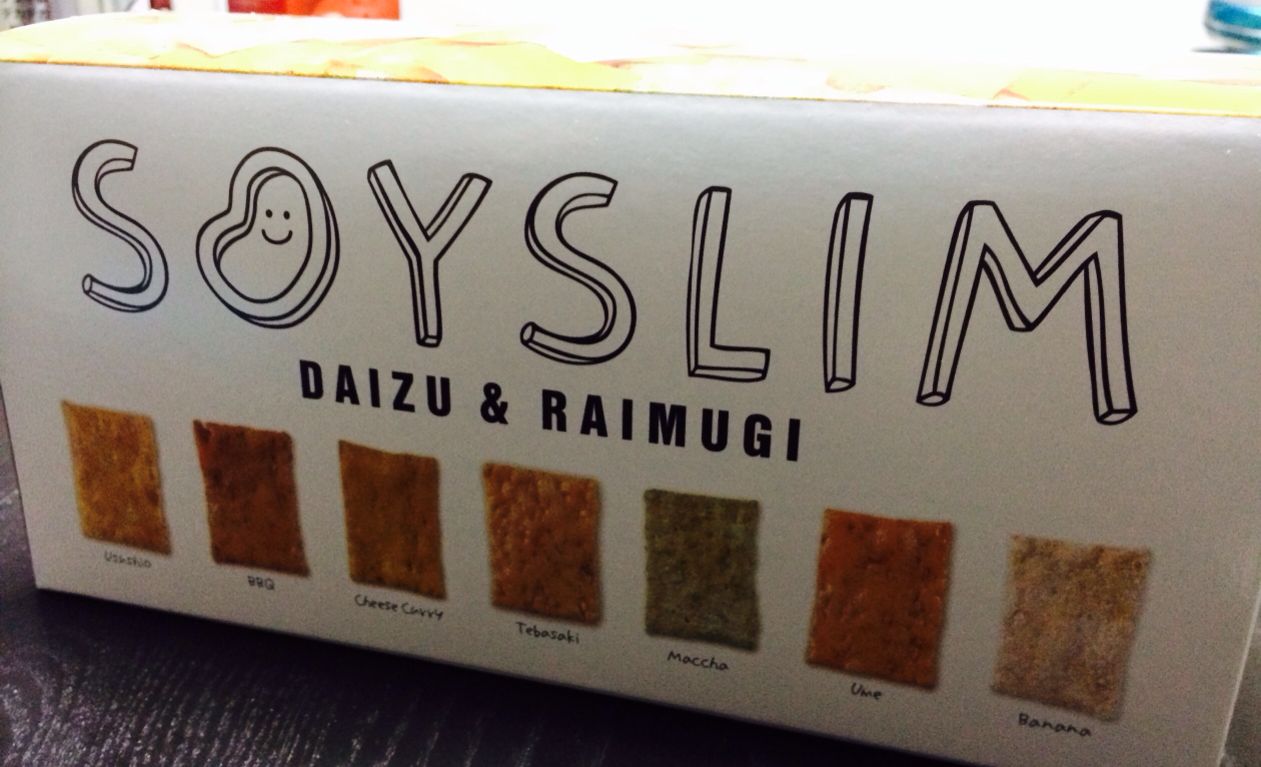 SOYSLIM
DAIZU & RAIMUGI
Usushio BBQ Cheese Curry Tebasaki Maccha Ume Banana